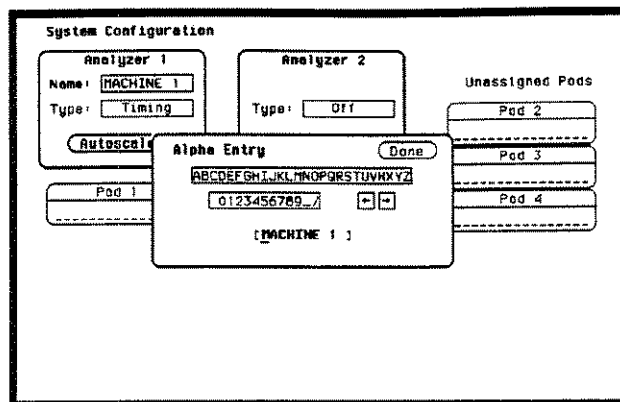 System Configuration
Analyzer 1
Name: MACHINE 1
Type: Timing
Autoscale
Analyzer 2
Type: Off
Unassigned Pods
Pod 2
Pod 3
Pod 4
Pod 1
Alpha Entry
Done
ABCDEFGHIJKLMNOPQRSTUVWXYZ
0123456789_/
← →
[MACHINE 1 ]